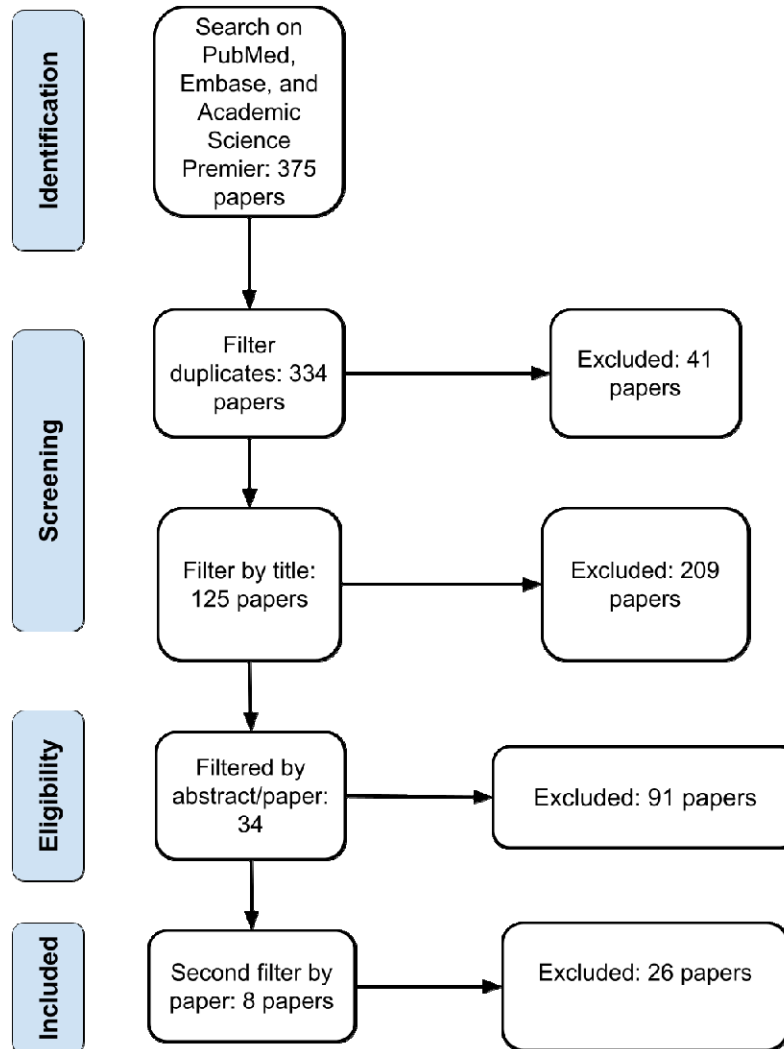 Identification
Search on
PubMed,
Embase, and
Academic
Science
Premier: 375
papers
Screening
Filter
duplicates: 334
papers
Excluded: 41
papers
Filter by title:
125 papers
Excluded: 209
papers
Eligibility
Filtered by
abstract/paper:
34
Excluded: 91 papers
Included
Second filter by
paper: 8 papers
Excluded: 26 papers